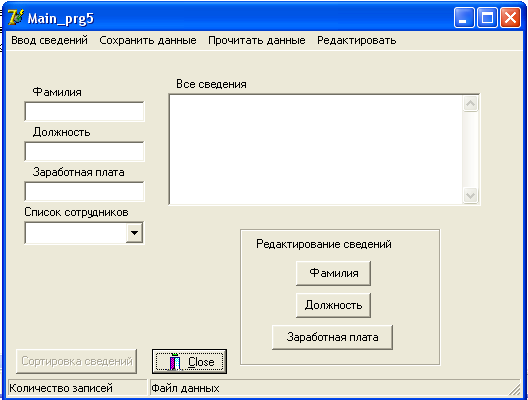 Main_prg5
Ввод сведений Сохранить данные Прочитать данные Редактировать
Фамилия
Все сведения
Должность
Заработная плата
Список сотрудников
Редактирование сведений
Фамилия
Должность
Заработная плата
Сортировка сведений
Close
Количество записей
Файл данных